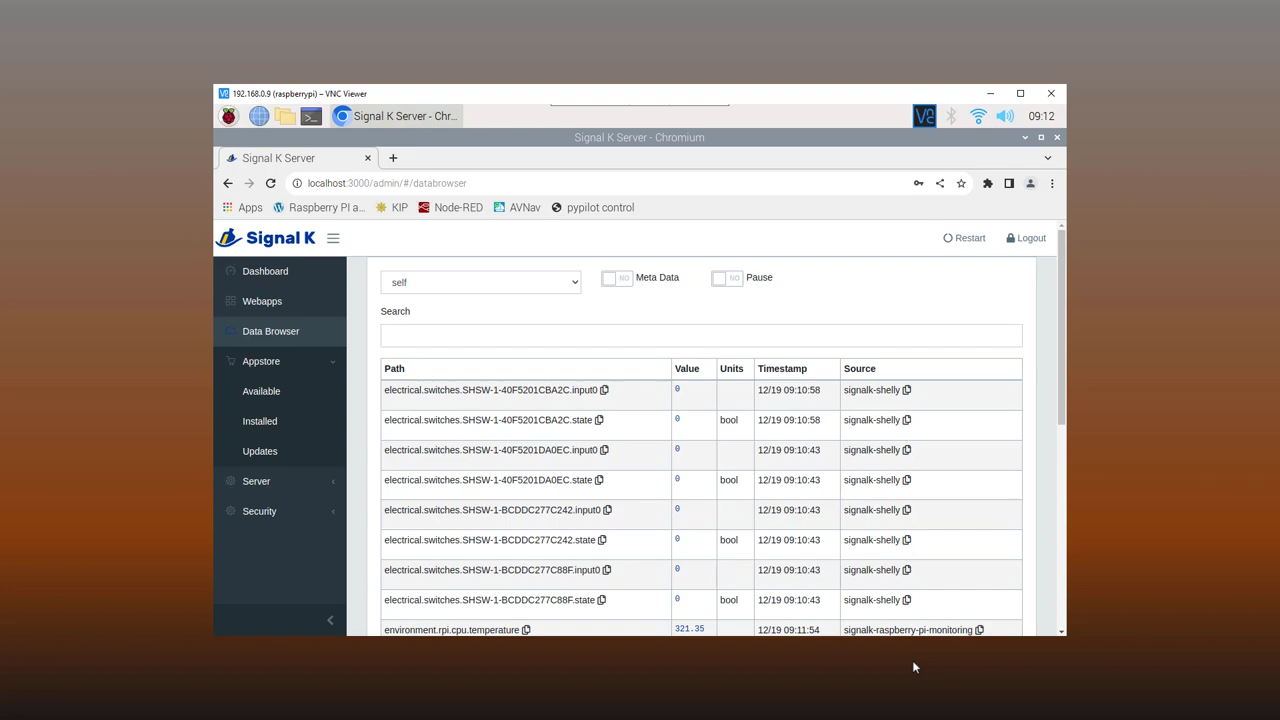 192.168.0.9 (raspberrypi) – VNC Viewer
Signal K Server - Chr...
09:12
Signal K Server - Chromium
Signal K Server
localhost:3000/admin/#/databrowser
Apps Raspberry PI a... KIP Node-RED AVNav pypilot control
Signal K Restart Logout
Dashboard
Webapps
Data Browser
Appstore
Available
Installed
Updates
Server
Security
self NO Meta Data NO Pause
Search
Path Value Units Timestamp Source
electrical.switches.SHSW-1-40F5201CBA2C.input0 0 12/19 09:10:58 signalk-shelly
electrical.switches.SHSW-1-40F5201CBA2C.state 0 bool 12/19 09:10:58 signalk-shelly
electrical.switches.SHSW-1-40F5201DA0EC.input0 0 12/19 09:10:43 signalk-shelly
electrical.switches.SHSW-1-40F5201DA0EC.state 0 bool 12/19 09:10:43 signalk-shelly
electrical.switches.SHSW-1-BCDDC277C242.input0 0 12/19 09:10:43 signalk-shelly
electrical.switches.SHSW-1-BCDDC277C242.state 0 bool 12/19 09:10:43 signalk-shelly
electrical.switches.SHSW-1-BCDDC277C88F.input0 0 12/19 09:10:43 signalk-shelly
electrical.switches.SHSW-1-BCDDC277C88F.state 0 bool 12/19 09:10:43 signalk-shelly
environment.rpi.cpu.temperature 321.35 12/19 09:11:54 signalk-raspberry-pi-monitoring